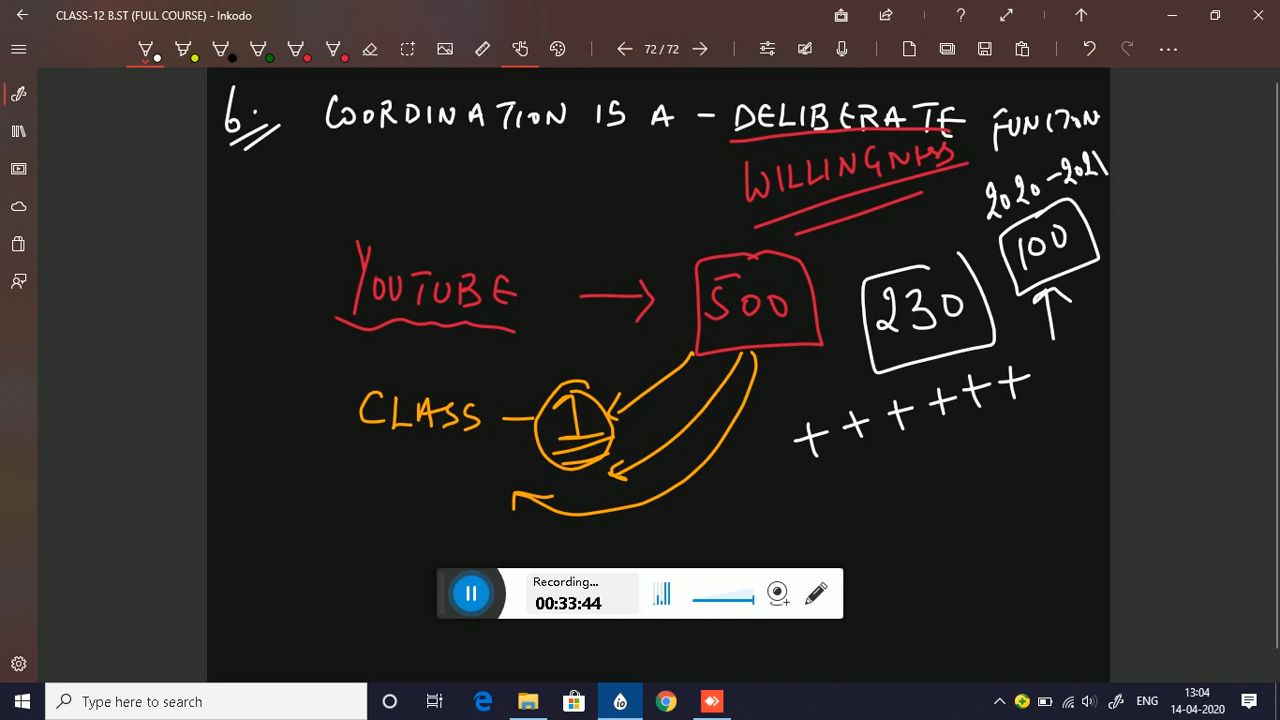 CLASS-12 B.ST (FULL COURSE) - Inkodo
72 / 72
6. COORDINATION IS A - DELIBERATE FUNCTION
WILLINGNESS
2020-2021
100
YOUTUBE → 500
230
CLASS - 1
+ + + + + +
Recording...
00:33:44
Type here to search
ENG
13:04
14-04-2020